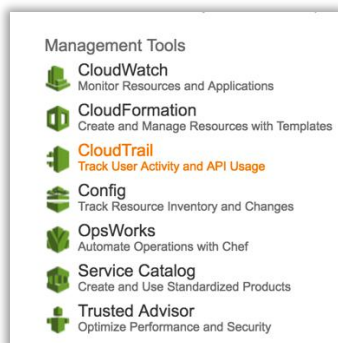 Management Tools
CloudWatch
Monitor Resources and Applications
CloudFormation
Create and Manage Resources with Templates
CloudTrail
Track User Activity and API Usage
Config
Track Resource Inventory and Changes
OpsWorks
Automate Operations with Chef
Service Catalog
Create and Use Standardized Products
Trusted Advisor
Optimize Performance and Security